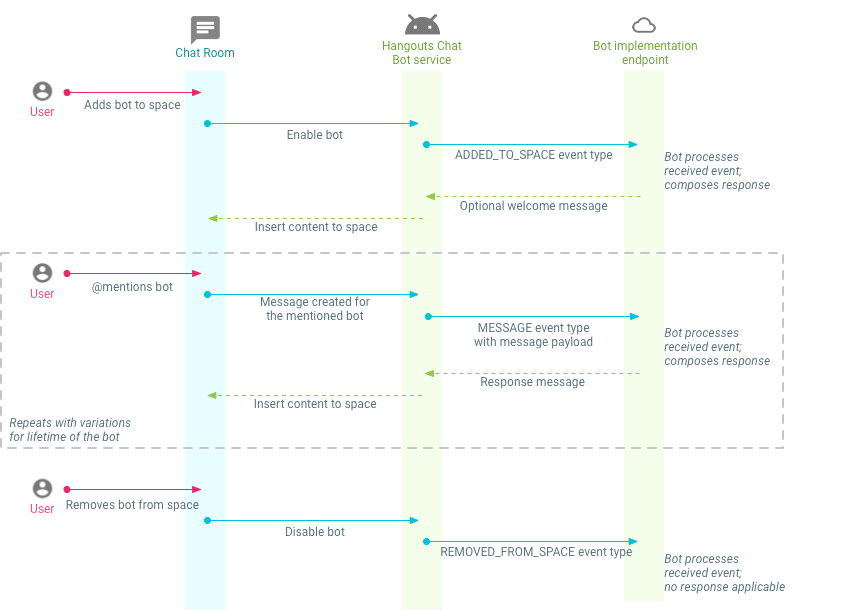 Chat Room
Hangouts Chat
Bot service
Bot implementation
endpoint
User
Adds bot to space
Enable bot
ADDED_TO_SPACE event type
Bot processes
received event;
composes response
Optional welcome message
Insert content to space
User
@mentions bot
Message created for
the mentioned bot
MESSAGE event type
with message payload
Bot processes
received event;
composes response
Response message
Insert content to space
Repeats with variations
for lifetime of the bot
User
Removes bot from space
Disable bot
REMOVED_FROM_SPACE event type
Bot processes
received event;
no response applicable